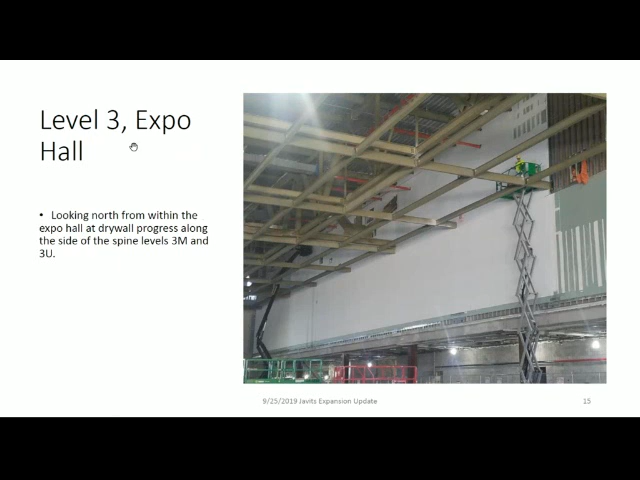 Level 3, Expo
Hall
• Looking north from within the
expo hall at drywall progress along
the side of the spine levels 3M and
3U.
9/25/2019 Javits Expansion Update
15